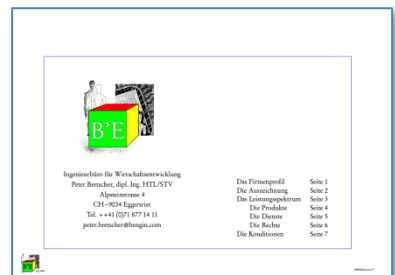 B'E
Ingenieurbüro für Wirtschaftsentwicklung
Peter Bretscher, dipl. Ing. HTL/STV
Alpsteinstrasse 4
CH–9034 Eggersriet
Tel. ++41 (0)71 877 14 11
peter.bretscher@bengin.com
Das Firmenprofil Seite 1
Die Auszeichnung Seite 2
Das Leistungsspektrum Seite 3
Die Produkte Seite 4
Die Dienste Seite 5
Die Rechte Seite 6
Die Konditionen Seite 7
B'E